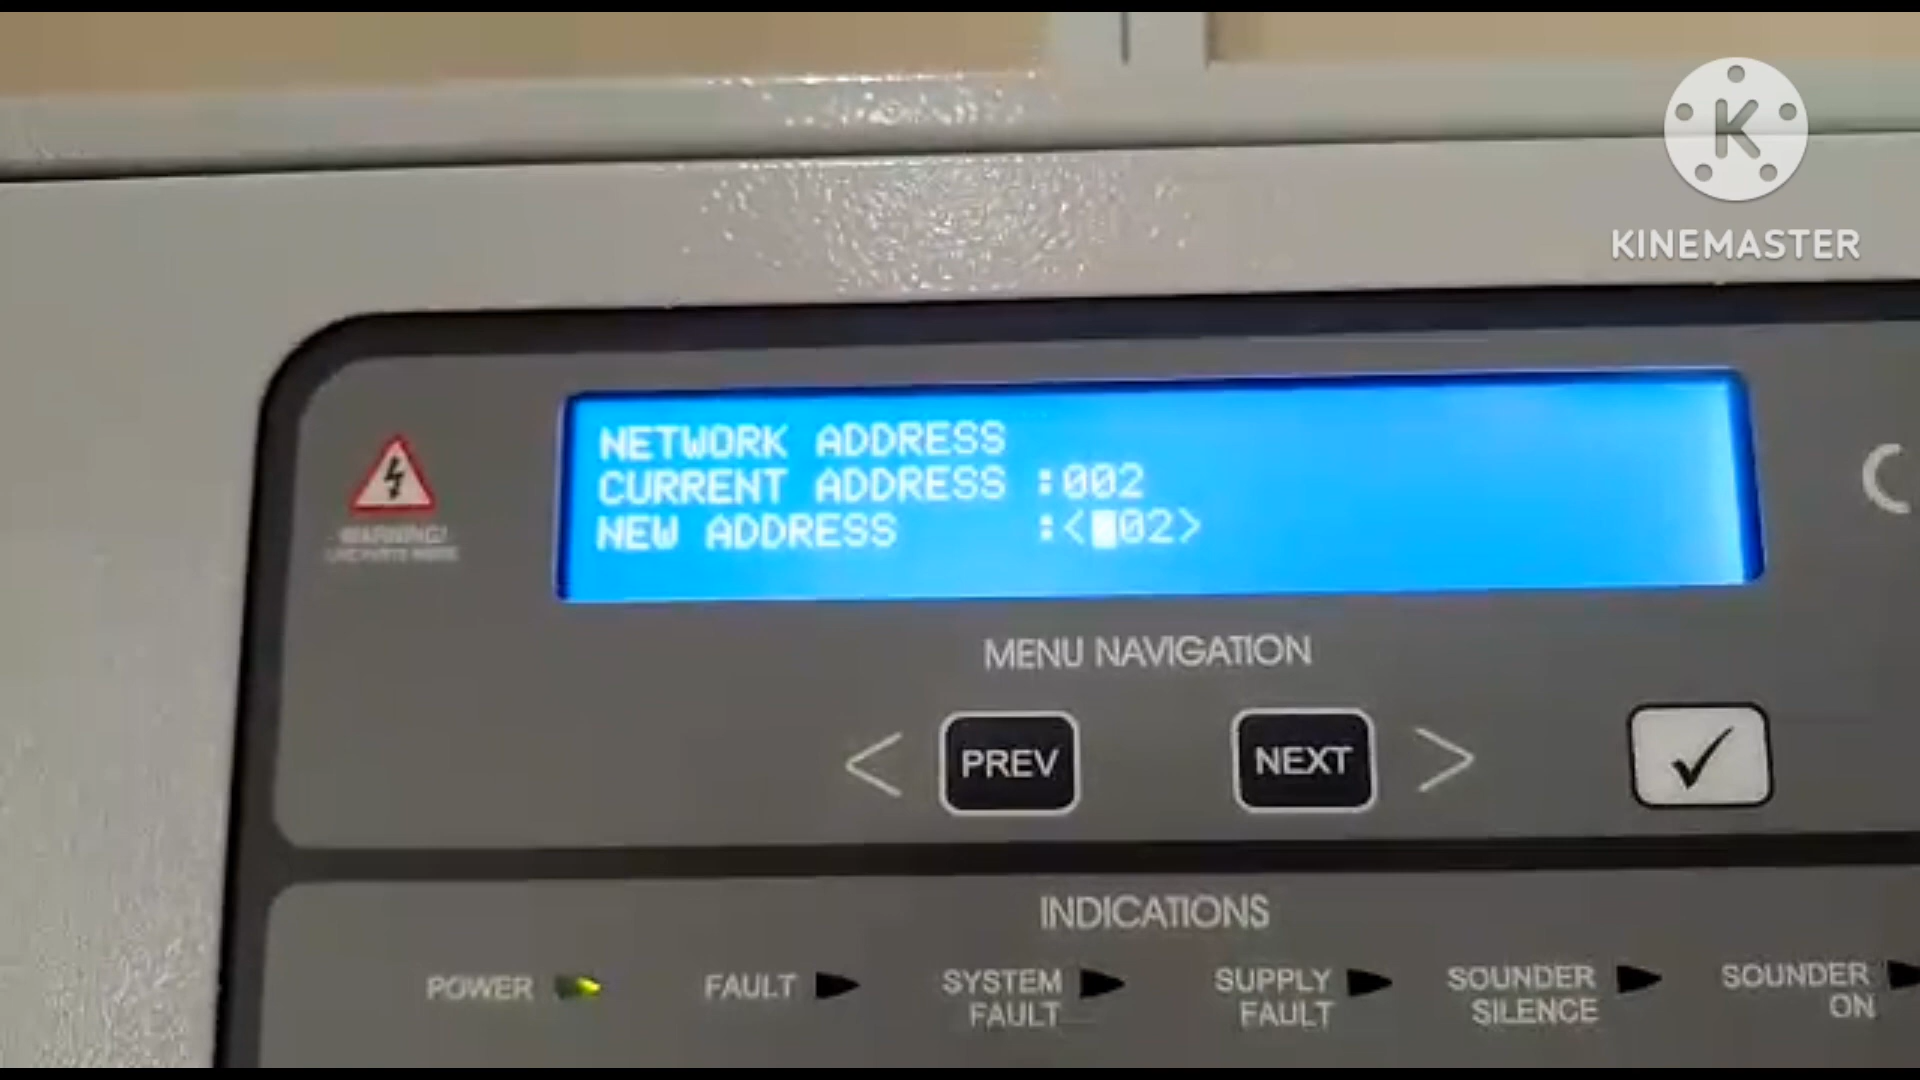 K
KINEMASTER
NETWORK ADDRESS
CURRENT ADDRESS :002
NEW ADDRESS :<█02>
WARNING!
MENU NAVIGATION
< PREV NEXT > ✓
INDICATIONS
POWER FAULT SYSTEM FAULT SUPPLY FAULT SOUNDER SILENCE SOUNDER ON